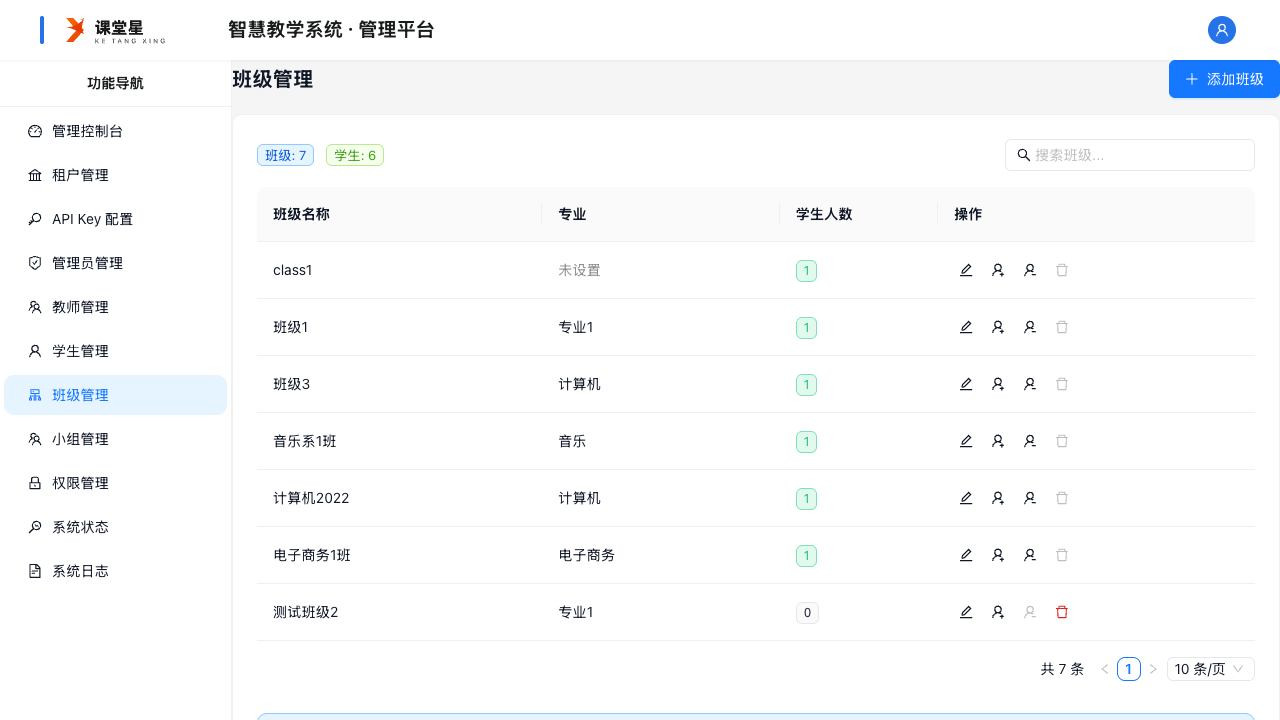 课堂星
KE TANG XING
智慧教学系统 · 管理平台
功能导航
管理控制台
租户管理
API Key 配置
管理员管理
教师管理
学生管理
班级管理
小组管理
权限管理
系统状态
系统日志
班级管理
添加班级
班级: 7
学生: 6
搜索班级...
班级名称 专业 学生人数 操作
class1 未设置 1
班级1 专业1 1
班级3 计算机 1
音乐系1班 音乐 1
计算机2022 计算机 1
电子商务1班 电子商务 1
测试班级2 专业1 0
共 7 条 1 10 条/页